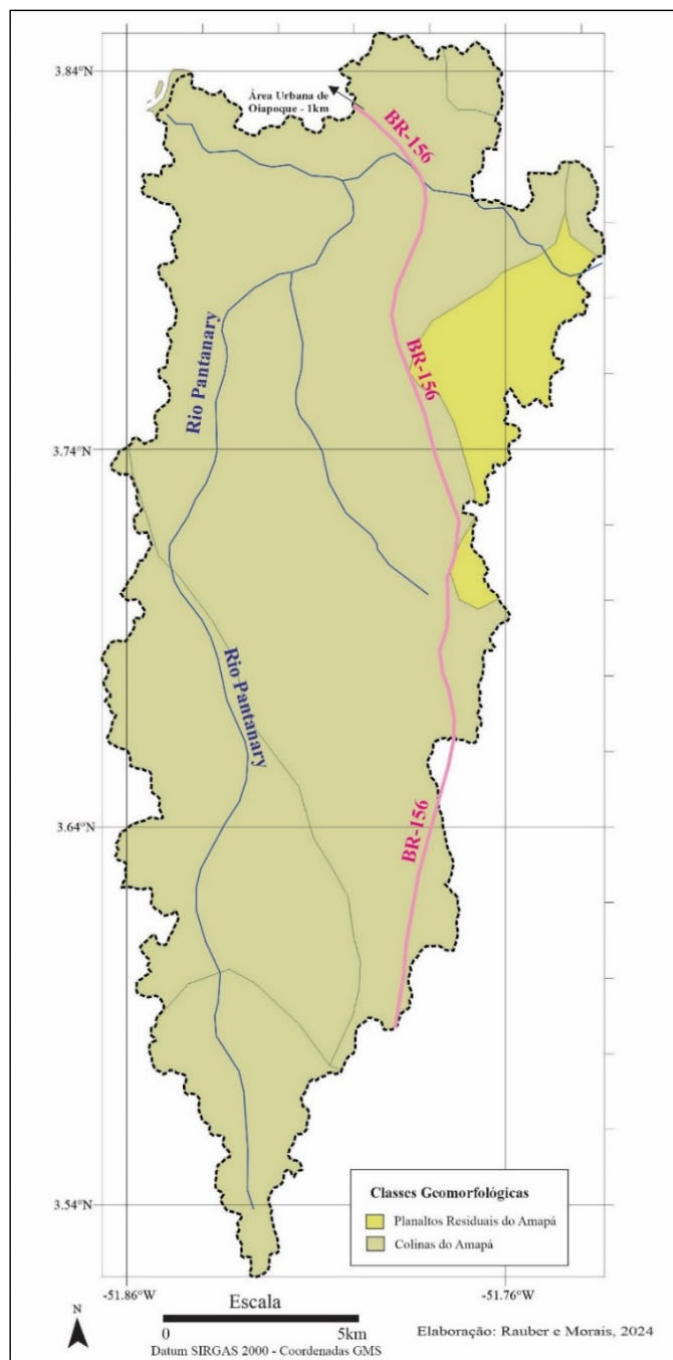 3.84°N
Área Urbana de
Oiapoque - 1km
BR-156
Rio Pantanary
BR-156
3.74°N
Rio Pantanary
BR-156
3.64°N
3.54°N
Classes Geomorfológicas
Planaltos Residuais do Amapá
Colinas do Amapá
-51.86°W
-51.76°W
N
Escala
0
5km
Elaboração: Rauber e Morais, 2024
Datum SIRGAS 2000 - Coordenadas GMS